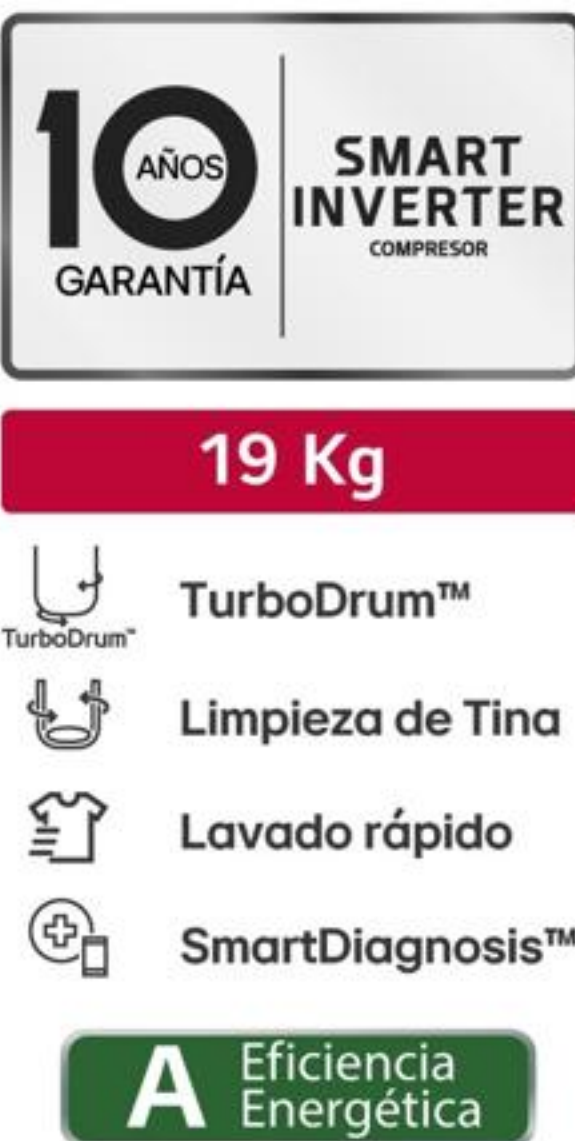 10
AÑOS
GARANTÍA
SMART
INVERTER
COMPRESOR
19 Kg
TurboDrum™
TurboDrum™
Limpieza de Tina
Lavado rápido
SmartDiagnosis™
A Eficiencia
Energética